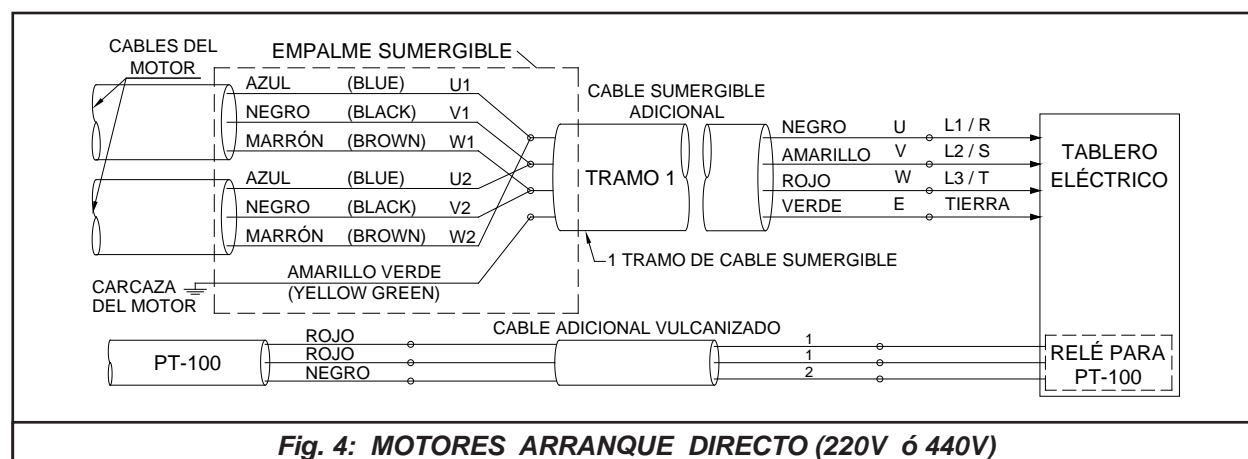 CABLES DEL
MOTOR
EMPALME SUMERGIBLE
AZUL (BLUE) U1
NEGRO (BLACK) V1
MARRÓN (BROWN) W1
AZUL (BLUE) U2
NEGRO (BLACK) V2
MARRÓN (BROWN) W2
AMARILLO VERDE
(YELLOW GREEN)
CARCAZA
DEL MOTOR
CABLE SUMERGIBLE
ADICIONAL
TRAMO 1
1 TRAMO DE CABLE SUMERGIBLE
NEGRO U L1 / R
AMARILLO V L2 / S
ROJO W L3 / T
VERDE E TIERRA
TABLERO
ELÉCTRICO
PT-100
ROJO
ROJO
NEGRO
CABLE ADICIONAL VULCANIZADO
1
1
2
RELÉ PARA
PT-100
Fig. 4: MOTORES ARRANQUE DIRECTO (220V ó 440V)